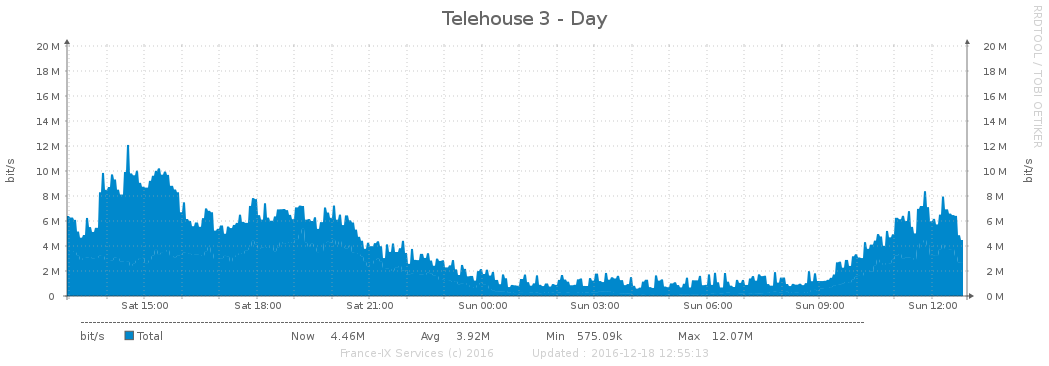 Telehouse 3 - Day
RRDTOOL / TOBI OETIKER
bit/s
20 M 20 M
18 M 18 M
16 M 16 M
14 M 14 M
12 M 12 M
10 M 10 M
8 M 8 M
6 M 6 M
4 M 4 M
2 M 2 M
0 0 M
bit/s
Sat 15:00 Sat 18:00 Sat 21:00 Sun 00:00 Sun 03:00 Sun 06:00 Sun 09:00 Sun 12:00
bit/s Total Now 4.46M Avg 3.92M Min 575.09k Max 12.07M
France-IX Services (c) 2016 Updated : 2016-12-18 12:55:13